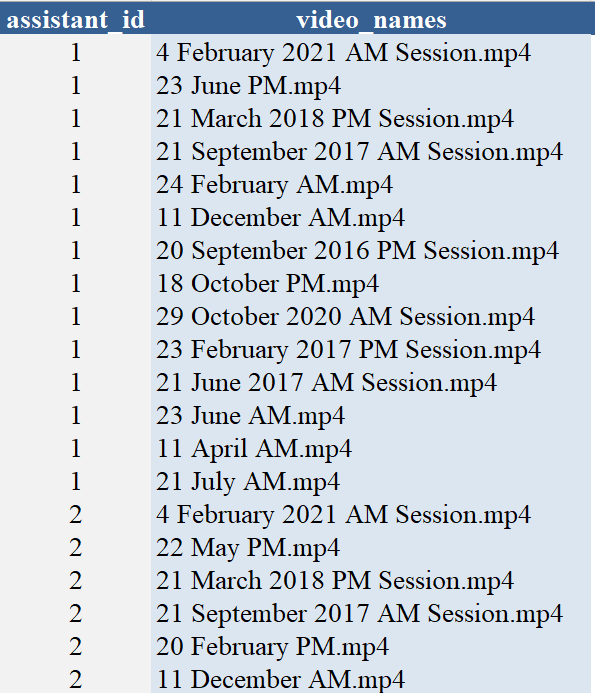 assistant_id video_names
1 4 February 2021 AM Session.mp4
1 23 June PM.mp4
1 21 March 2018 PM Session.mp4
1 21 September 2017 AM Session.mp4
1 24 February AM.mp4
1 11 December AM.mp4
1 20 September 2016 PM Session.mp4
1 18 October PM.mp4
1 29 October 2020 AM Session.mp4
1 23 February 2017 PM Session.mp4
1 21 June 2017 AM Session.mp4
1 23 June AM.mp4
1 11 April AM.mp4
1 21 July AM.mp4
2 4 February 2021 AM Session.mp4
2 22 May PM.mp4
2 21 March 2018 PM Session.mp4
2 21 September 2017 AM Session.mp4
2 20 February PM.mp4
2 11 December AM.mp4